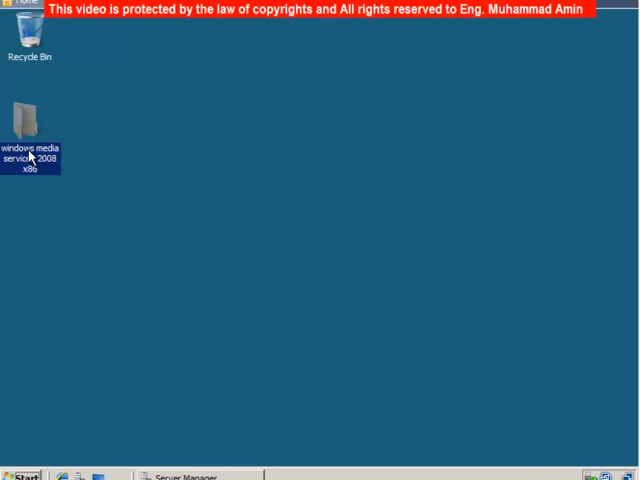 Home
This video is protected by the law of copyrights and All rights reserved to Eng. Muhammad Amin
Recycle Bin
windows media
services 2008
x86
Start
Server Manager